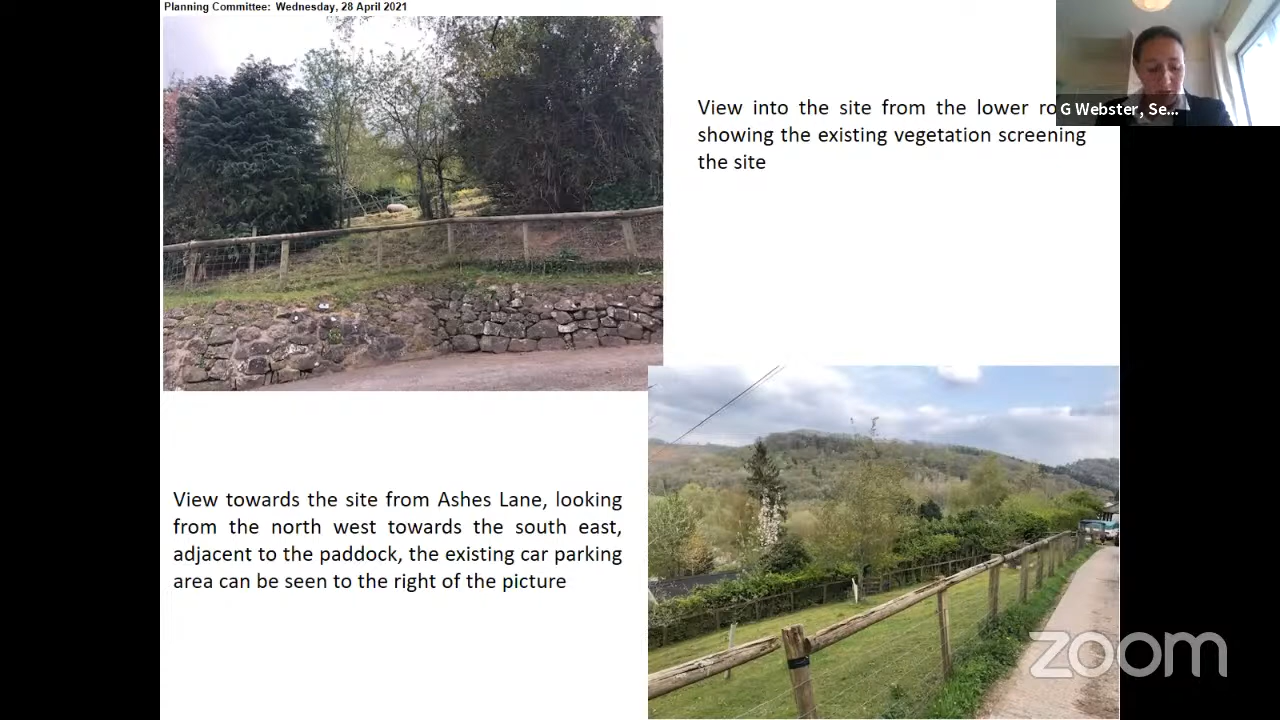 Planning Committee: Wednesday, 28 April 2021
View into the site from the lower
showing the existing vegetation screening
the site
G Webster, Se...
View towards the site from Ashes Lane, looking
from the north west towards the south east,
adjacent to the paddock, the existing car parking
area can be seen to the right of the picture
zoom